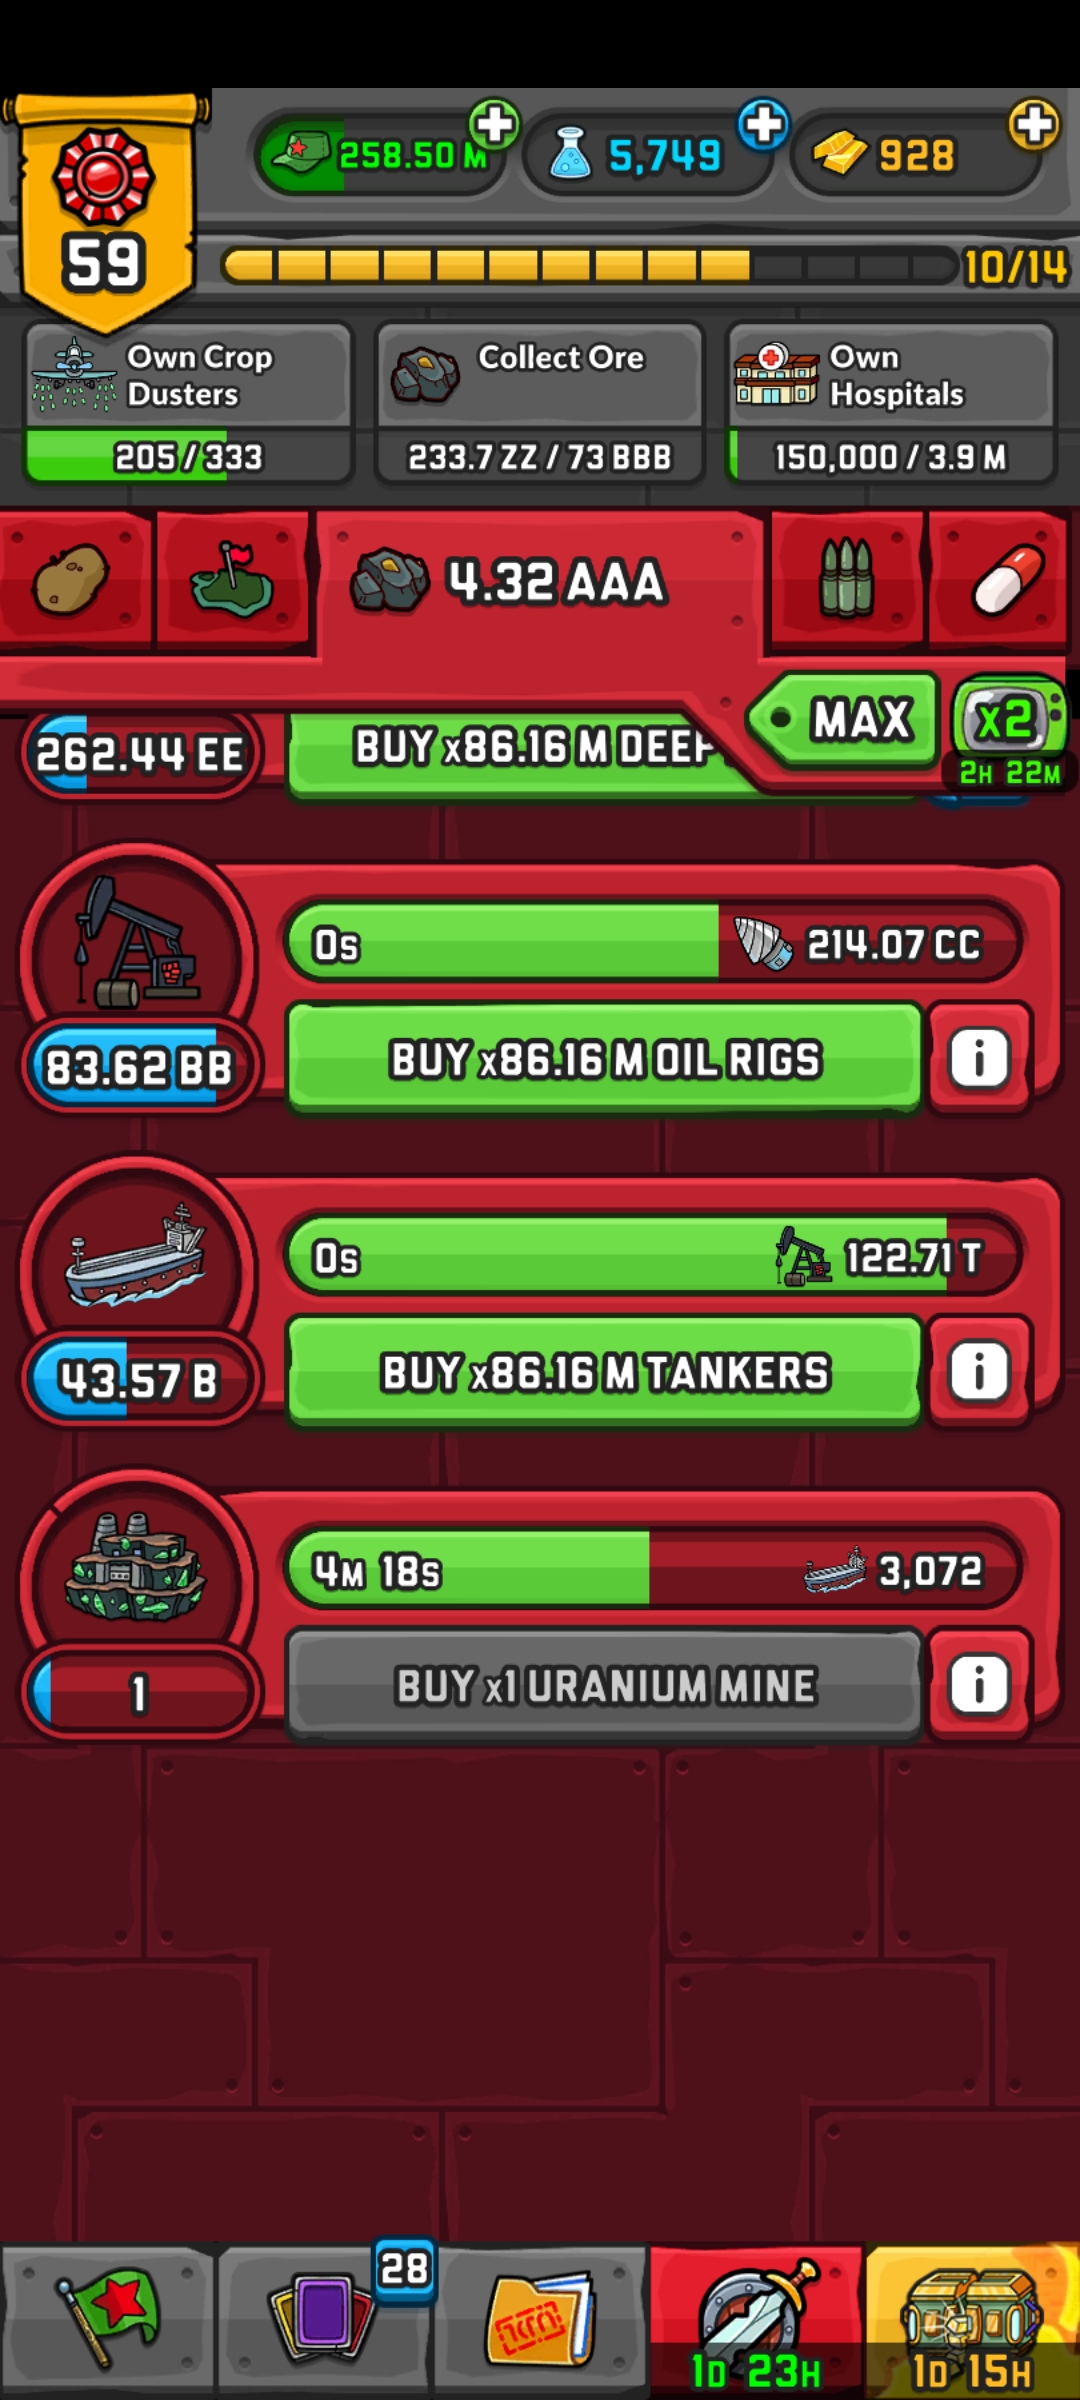 258.50 M
5,749
928
59
10/14
Own Crop
Dusters
205/333
Collect Ore
233.7 ZZ / 73 BBB
Own
Hospitals
150,000 / 3.9 M
4.32 AAA
MAX
x2
2H 22M
262.44 EE
BUY x86.16 M DEEP
0s
214.07 CC
83.62 BB
BUY x86.16 M OIL RIGS
i
0s
122.71 T
43.57 B
BUY x86.16 M TANKERS
i
4M 18s
3,072
1
BUY x1 URANIUM MINE
i
28
1D 23H
1D 15H